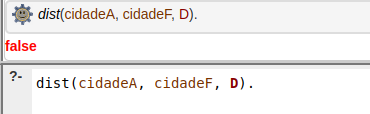 dist(cidadeA, cidadeF, D).
false
?- dist(cidadeA, cidadeF, D).